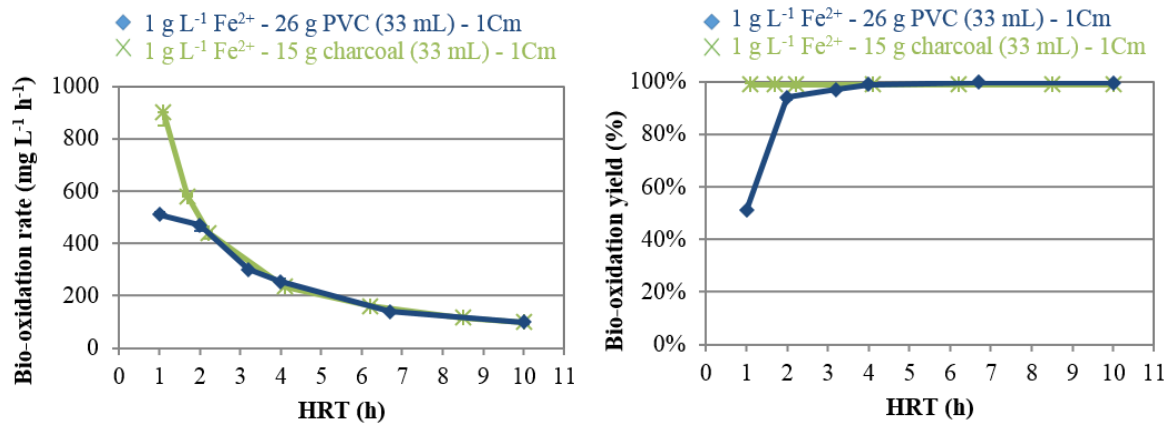 1 g L⁻¹ Fe²⁺ - 26 g PVC (33 mL) - 1Cm
1 g L⁻¹ Fe²⁺ - 15 g charcoal (33 mL) - 1Cm
Bio-oxidation rate (mg L⁻¹ h⁻¹)
1000
800
600
400
200
0
0 1 2 3 4 5 6 7 8 9 10 11
HRT (h)
1 g L⁻¹ Fe²⁺ - 26 g PVC (33 mL) - 1Cm
1 g L⁻¹ Fe²⁺ - 15 g charcoal (33 mL) - 1Cm
Bio-oxidation yield (%)
100%
80%
60%
40%
20%
0%
0 1 2 3 4 5 6 7 8 9 10 11
HRT (h)